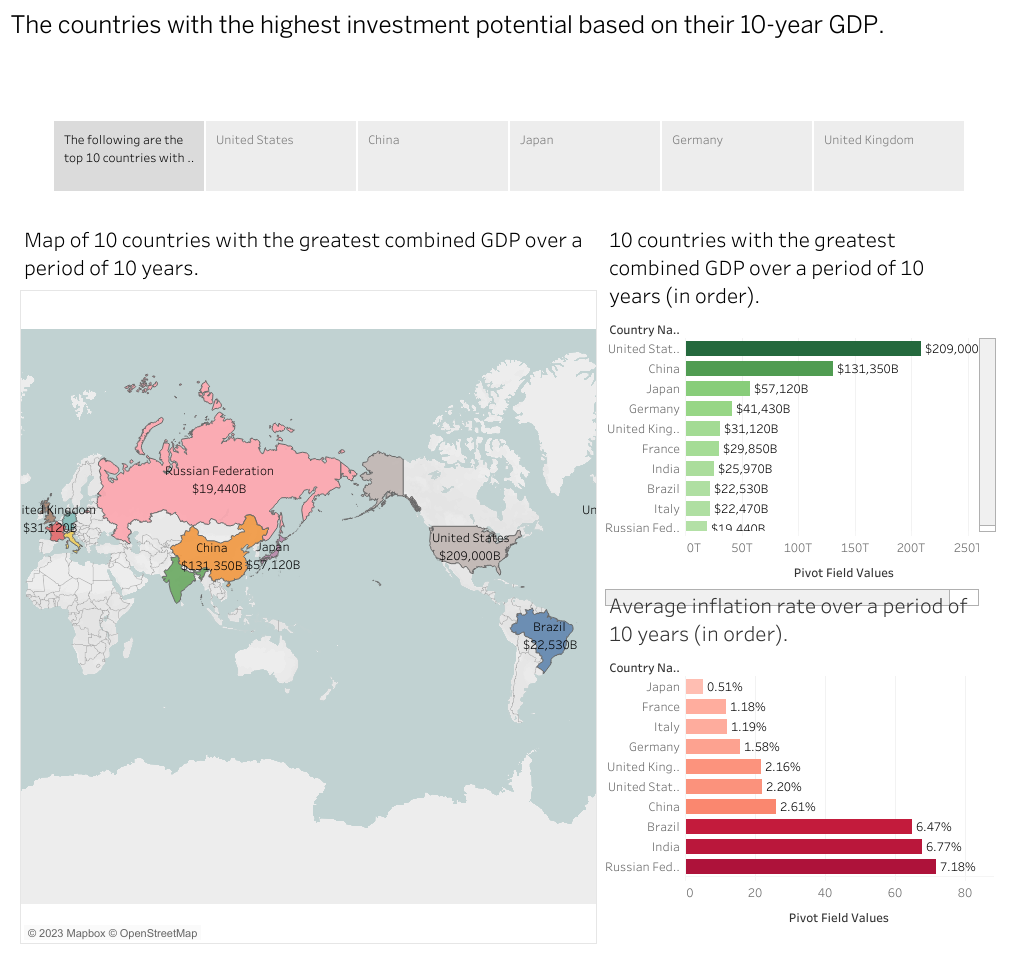 The countries with the highest investment potential based on their 10-year GDP.
The following are the
top 10 countries with ..
United States
China
Japan
Germany
United Kingdom
Map of 10 countries with the greatest combined GDP over a
period of 10 years.
Russian Federation
$19,440B
ited Kingdom
$31,120B
Un
China
$131,350B
Japan
$57,120B
United States
$209,000B
Brazil
$22,530B
© 2023 Mapbox © OpenStreetMap
10 countries with the greatest
combined GDP over a period of 10
years (in order).
Country Na..
United Stat.. $209,000
China $131,350B
Japan $57,120B
Germany $41,430B
United King.. $31,120B
France $29,850B
India $25,970B
Brazil $22,530B
Italy $22,470B
Russian Fed.. $19,440B
0T 50T 100T 150T 200T 250T
Pivot Field Values
Average inflation rate over a period of
10 years (in order).
Country Na..
Japan 0.51%
France 1.18%
Italy 1.19%
Germany 1.58%
United King.. 2.16%
United Stat.. 2.20%
China 2.61%
Brazil 6.47%
India 6.77%
Russian Fed.. 7.18%
0 20 40 60 80
Pivot Field Values